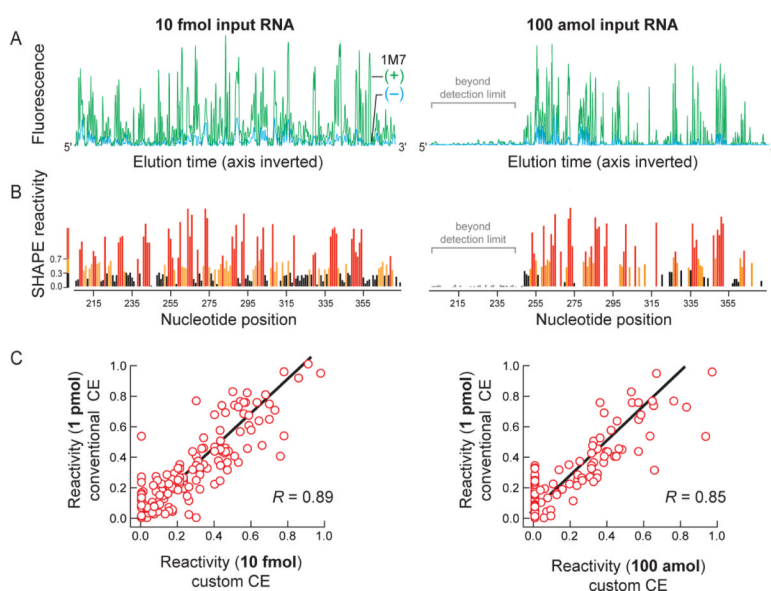 10 fmol input RNA
100 amol input RNA
A
Fluorescence
1M7
(+)
(−)
5'
3'
Elution time (axis inverted)
beyond
detection limit
5'
Elution time (axis inverted)
B
SHAPE reactivity
0.7
0.3
0.0
215 235 255 275 295 315 335 355
Nucleotide position
beyond
detection limit
215 235 255 275 295 315 335 355
Nucleotide position
C
Reactivity (1 pmol)
conventional CE
1.0
0.8
0.6
0.4
0.2
0.0
R = 0.89
0.0 0.2 0.4 0.6 0.8 1.0
Reactivity (10 fmol)
custom CE
Reactivity (1 pmol)
conventional CE
1.0
0.8
0.6
0.4
0.2
0.0
R = 0.85
0.0 0.2 0.4 0.6 0.8 1.0
Reactivity (100 amol)
custom CE